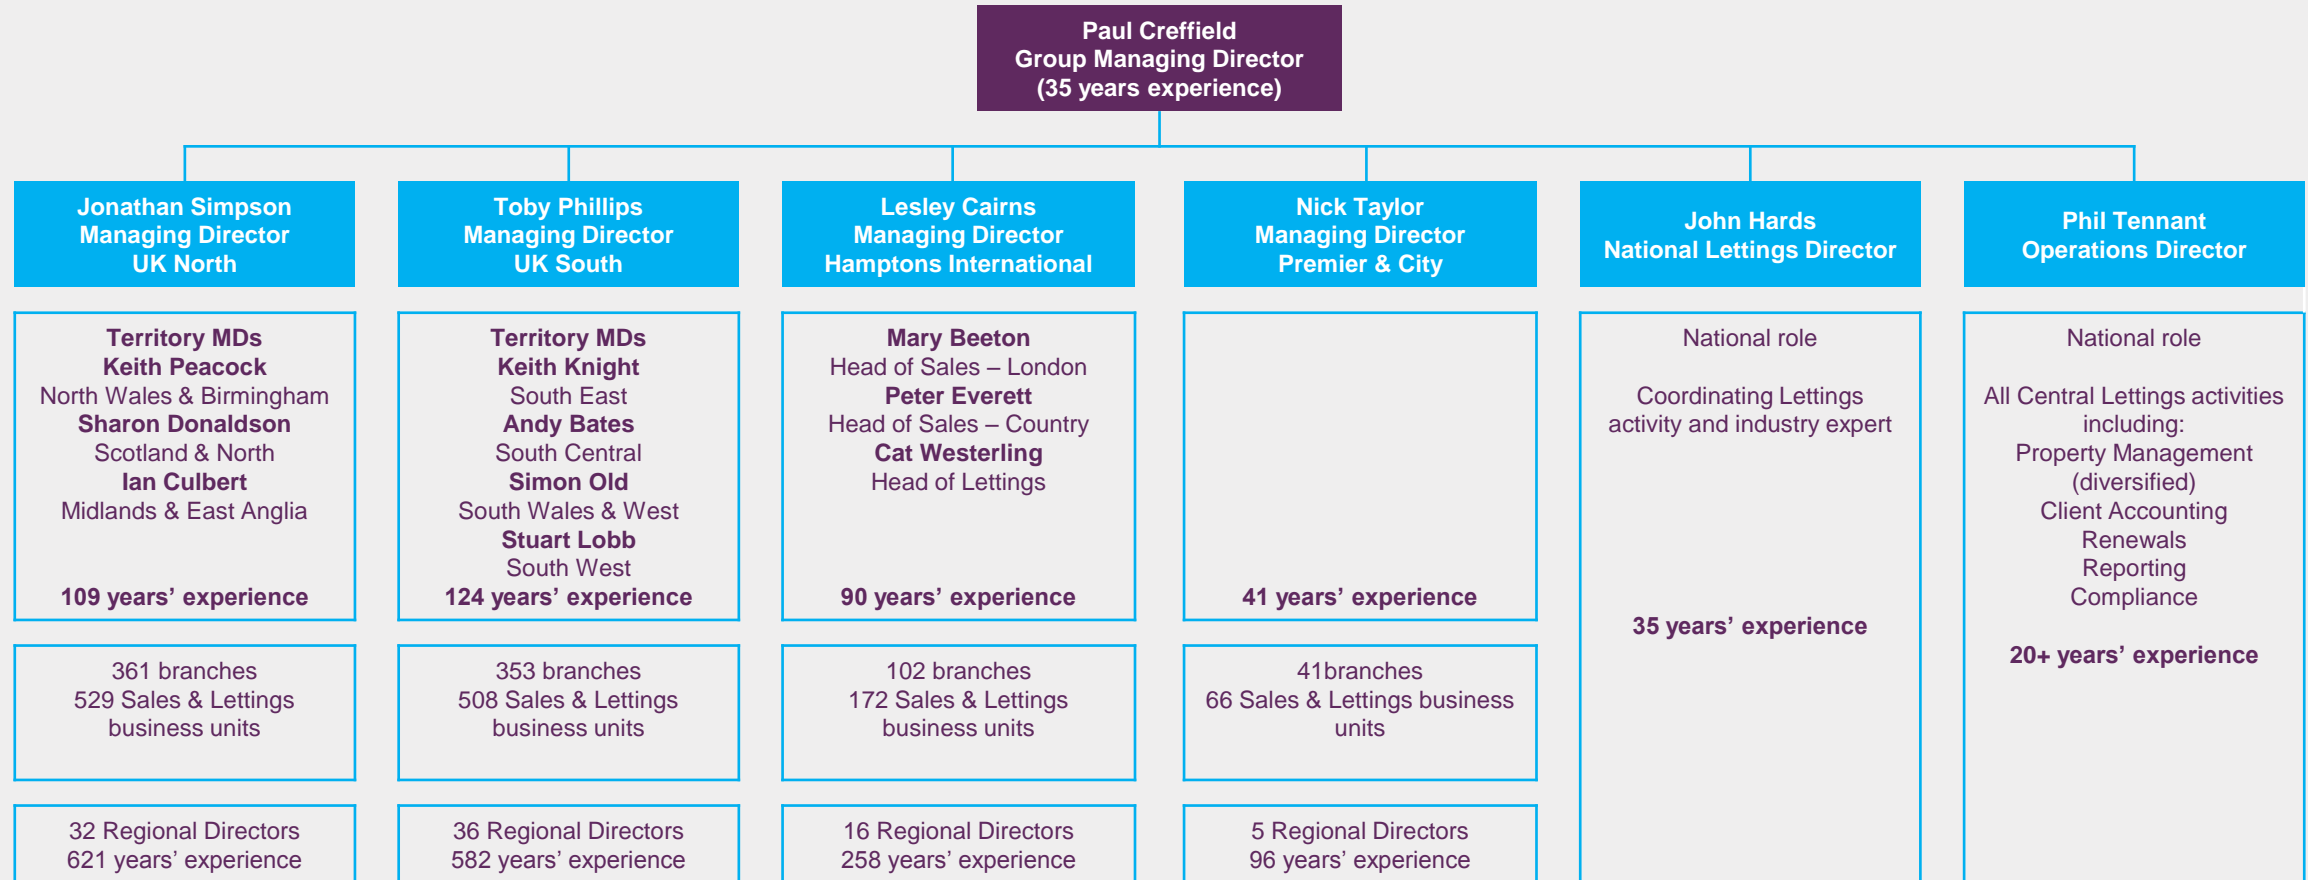 Paul Creffield
Group Managing Director
(35 years experience)
Jonathan Simpson
Managing Director
UK North
Territory MDs
Keith Peacock
North Wales & Birmingham
Sharon Donaldson
Scotland & North
Ian Culbert
Midlands & East Anglia
109 years’ experience
361 branches
529 Sales & Lettings
business units
32 Regional Directors
621 years’ experience
Toby Phillips
Managing Director
UK South
Territory MDs
Keith Knight
South East
Andy Bates
South Central
Simon Old
South Wales & West
Stuart Lobb
South West
124 years’ experience
353 branches
508 Sales & Lettings
business units
36 Regional Directors
582 years’ experience
Lesley Cairns
Managing Director
Hamptons International
Mary Beeton
Head of Sales – London
Peter Everett
Head of Sales – Country
Cat Westerling
Head of Lettings
90 years’ experience
102 branches
172 Sales & Lettings
business units
16 Regional Directors
258 years’ experience
Nick Taylor
Managing Director
Premier & City
41 years’ experience
41branches
66 Sales & Lettings business
units
5 Regional Directors
96 years’ experience
John Hards
National Lettings Director
National role
Coordinating Lettings
activity and industry expert
35 years’ experience
Phil Tennant
Operations Director
National role
All Central Lettings activities
including:
Property Management
(diversified)
Client Accounting
Renewals
Reporting
Compliance
20+ years’ experience